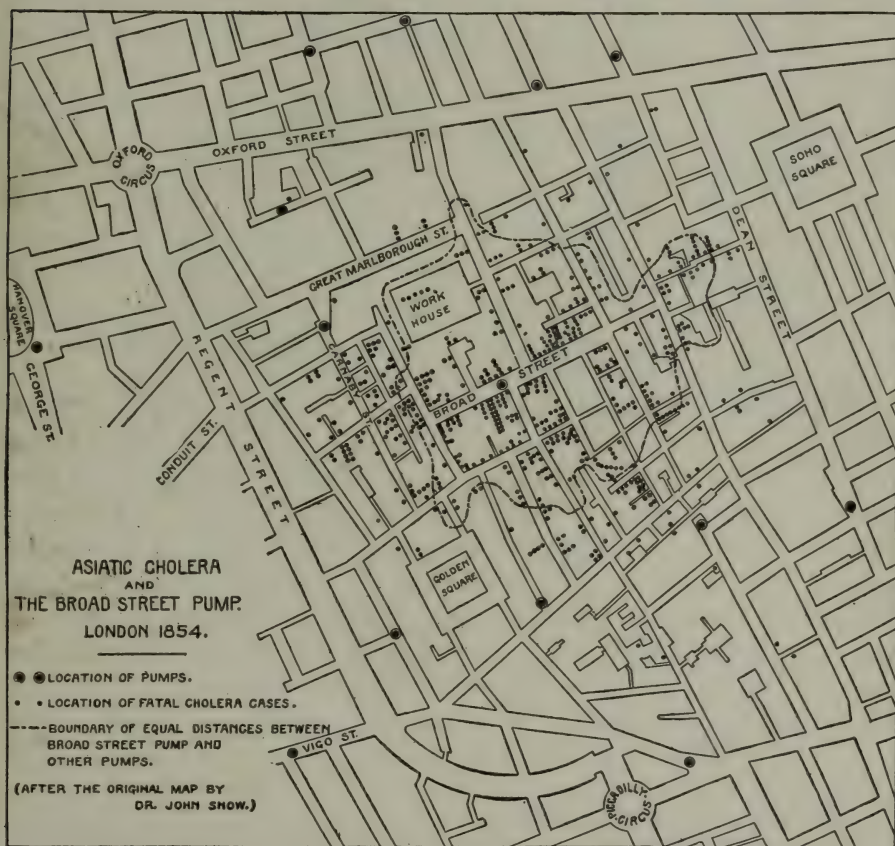 OXFORD STREET
OXFORD
CIRCUS
SOHO
SQUARE
DEAN STREET
GREAT MARLBOROUGH ST.
WORK
HOUSE
HANOVER
SQUARE
GEORGE ST.
REGENT STREET
CARNABY ST.
BROAD STREET
CONDUIT ST.
GOLDEN
SQUARE
ASIATIC CHOLERA
AND
THE BROAD STREET PUMP.
LONDON 1854.
LOCATION OF PUMPS.
LOCATION OF FATAL CHOLERA CASES.
BOUNDARY OF EQUAL DISTANCES BETWEEN
BROAD STREET PUMP AND
OTHER PUMPS.
(AFTER THE ORIGINAL MAP BY
DR. JOHN SNOW.)
VIGO ST.
PICCADILLY
CIRCUS